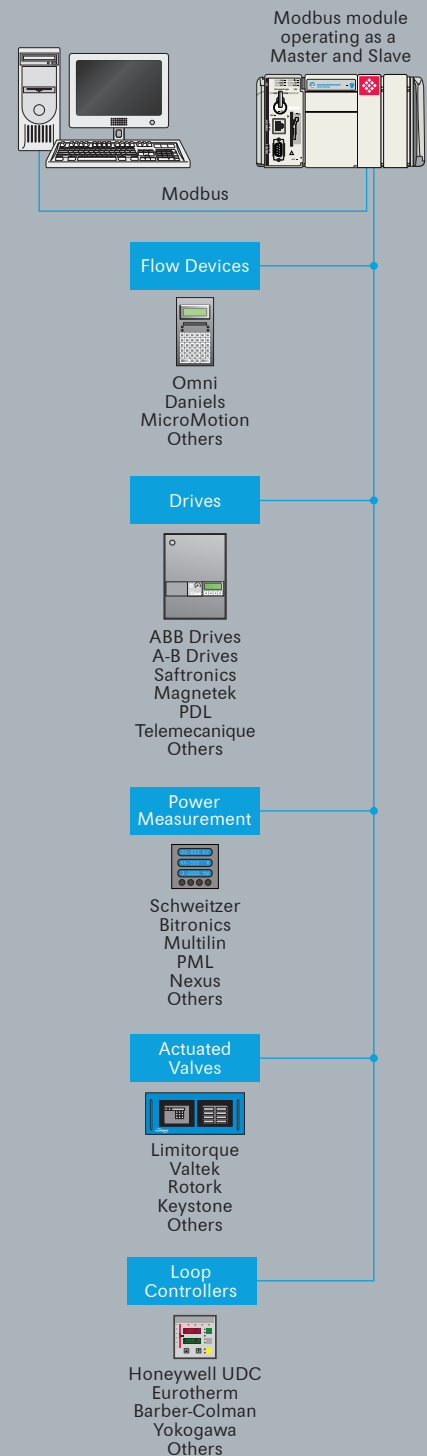 Modbus module
operating as a
Master and Slave
Modbus
Flow Devices
Omni
Daniels
MicroMotion
Others
Drives
ABB Drives
A-B Drives
Saftronics
Magnetek
PDL
Telemecanique
Others
Power
Measurement
Schweitzer
Bitronics
Multilin
PML
Nexus
Others
Actuated
Valves
Limitorque
Valtek
Rotork
Keystone
Others
Loop
Controllers
Honeywell UDC
Eurotherm
Barber-Colman
Yokogawa
Others